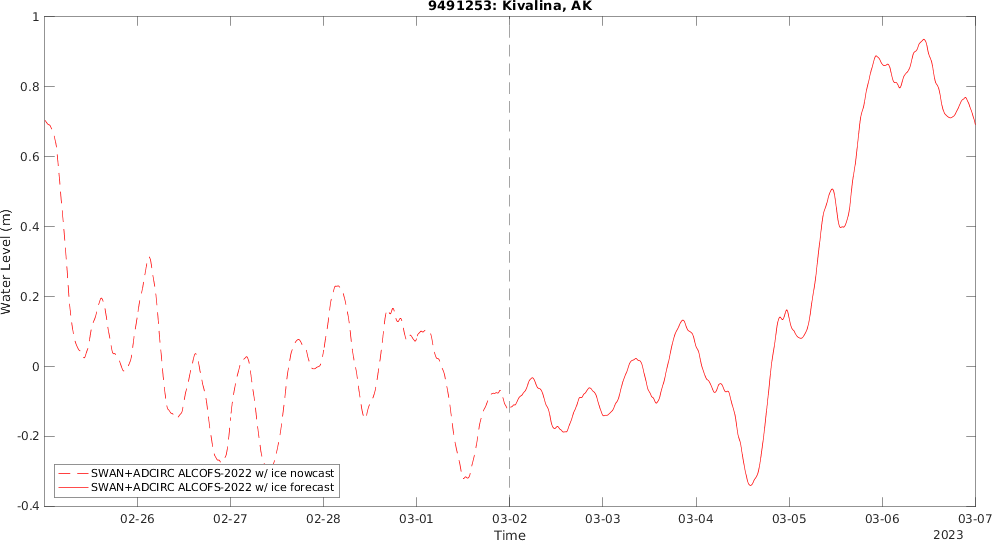 9491253: Kivalina, AK
1
0.8
0.6
0.4
0.2
0
-0.2
-0.4
Water Level (m)
SWAN+ADCIRC ALCOFS-2022 w/ ice nowcast
SWAN+ADCIRC ALCOFS-2022 w/ ice forecast
02-26 02-27 02-28 03-01 03-02 03-03 03-04 03-05 03-06 03-07
Time
2023